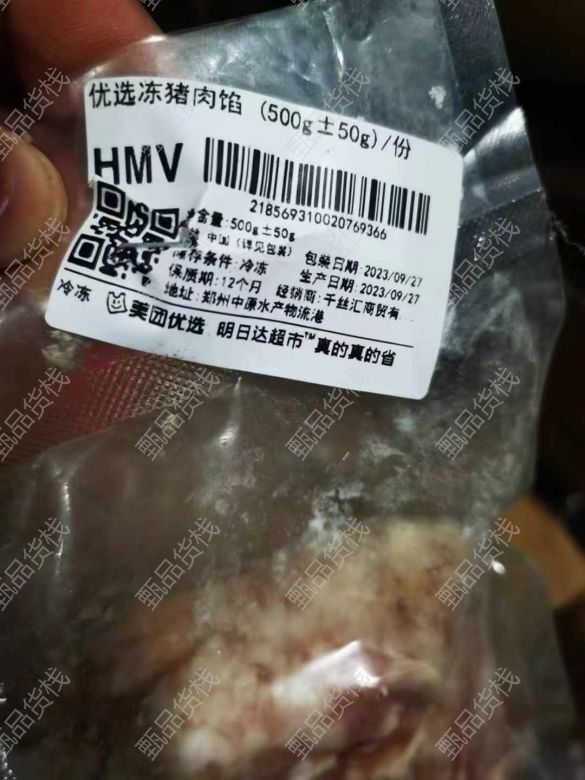 优选冻猪肉馅 (500g±50g)/份
HMV
218569310020769366
净含量:500g±50g
中国 (详见包装) 包装日期:2023/09/27
储存条件:冷冻 生产日期:2023/09/27
保质期:12个月 经销商:千丝汇商贸有...
地址:郑州中原水产物流港
冷冻 美团优选 明日达超市™真的真的省
甄品货栈